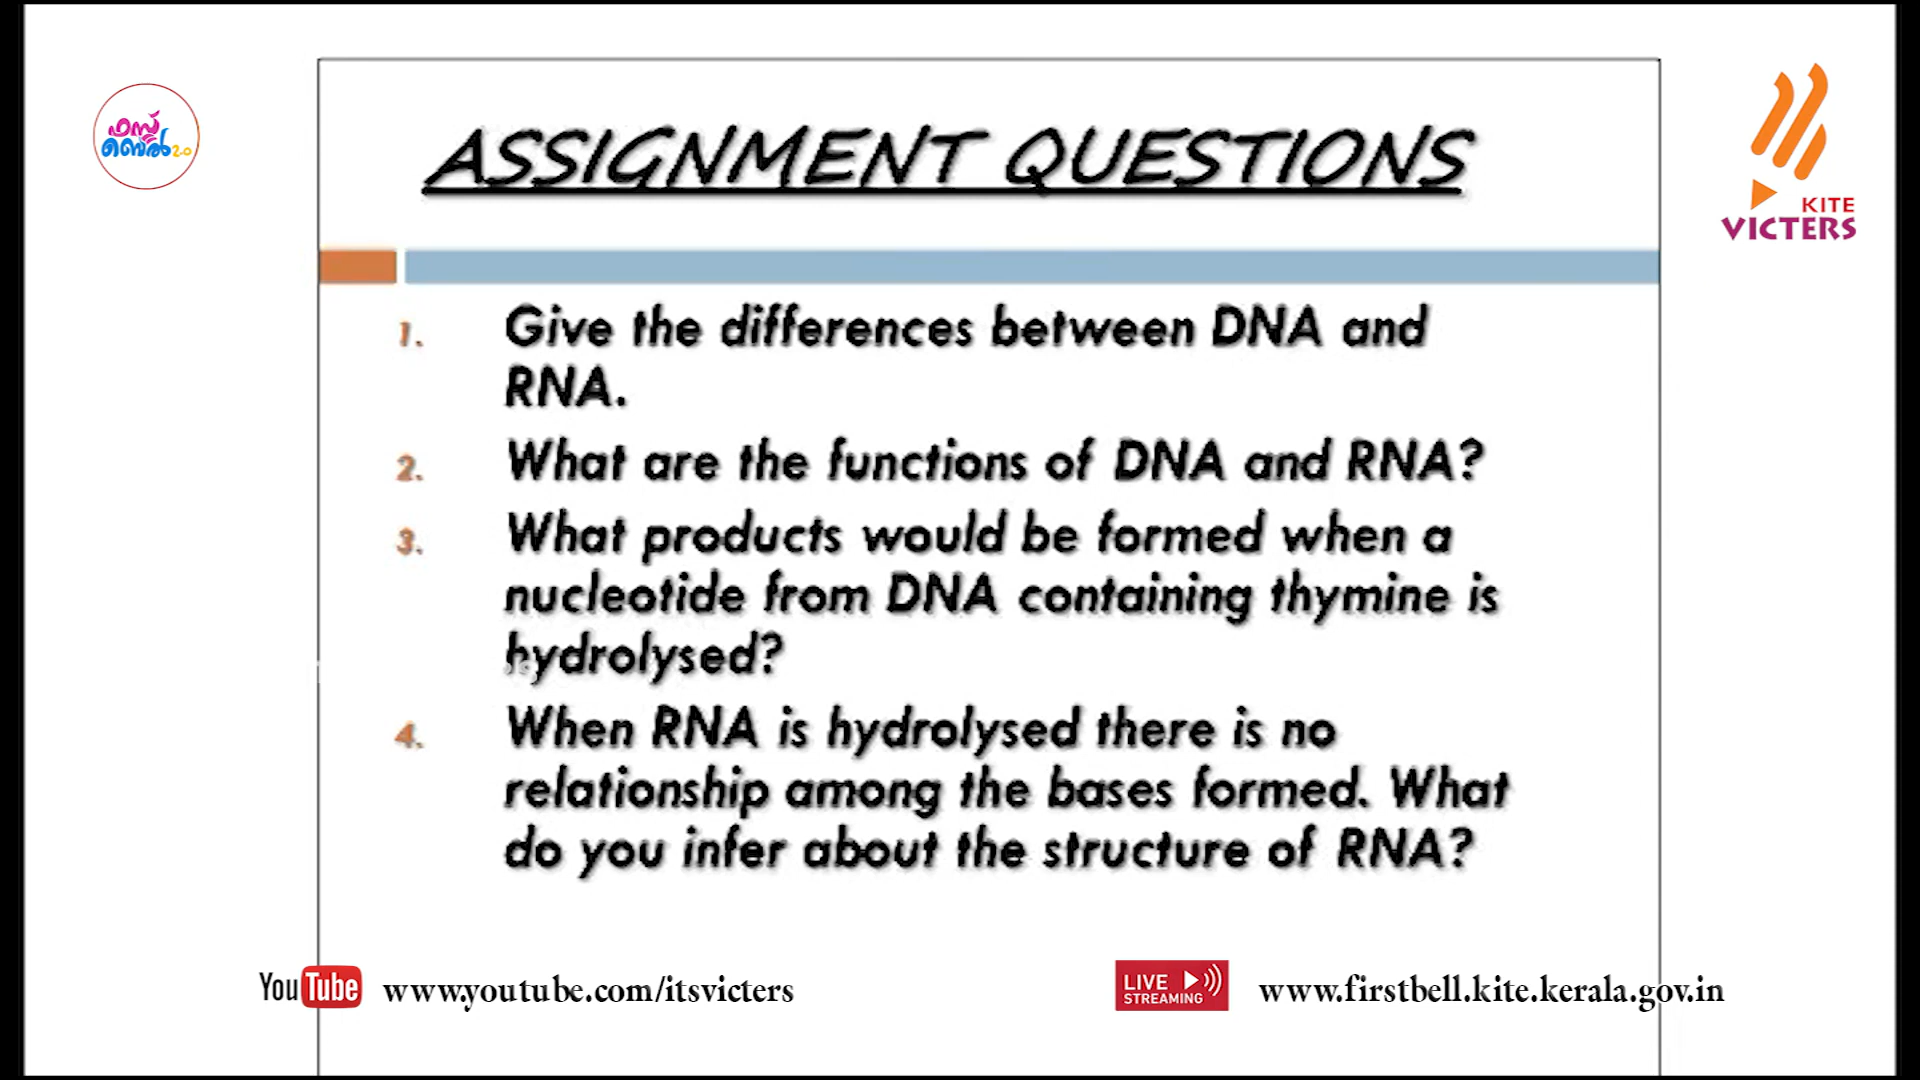 ഫസ്റ്റ്
ബെൽ 2.0
ASSIGNMENT QUESTIONS
KITE
VICTERS
1. Give the differences between DNA and
RNA.
2. What are the functions of DNA and RNA?
3. What products would be formed when a
nucleotide from DNA containing thymine is
hydrolysed?
4. When RNA is hydrolysed there is no
relationship among the bases formed. What
do you infer about the structure of RNA?
YouTube www.youtube.com/itsvicters
LIVE
STREAMING
www.firstbell.kite.kerala.gov.in